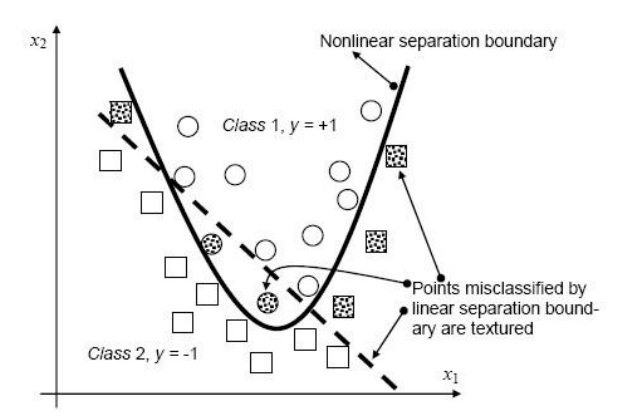 x2
Nonlinear separation boundary
Class 1, y = +1
Points misclassified by
linear separation bound-
ary are textured
Class 2, y = -1
x1